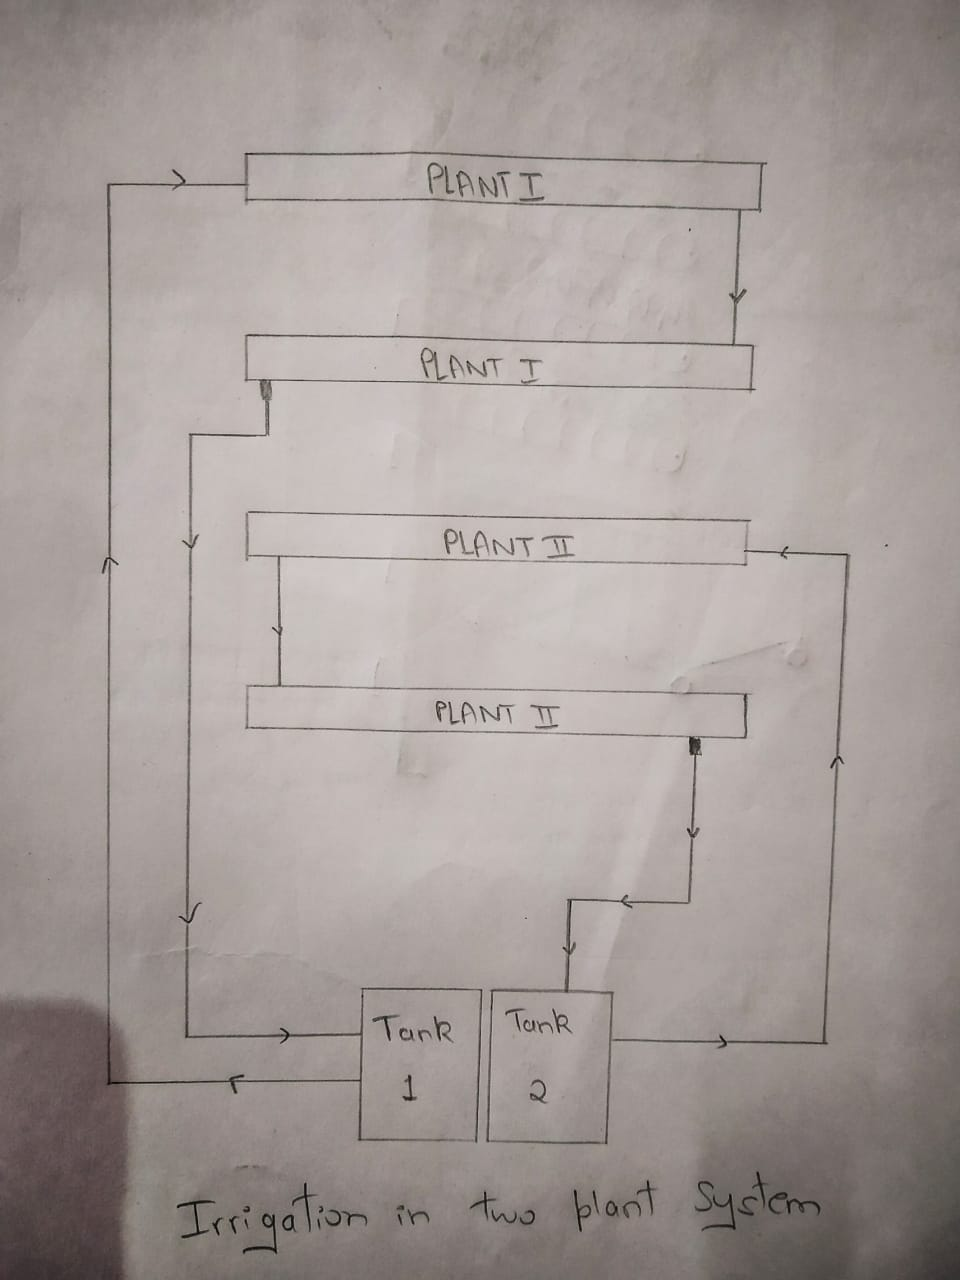 PLANT I
PLANT I
PLANT II
PLANT II
Tank
1
Tank
2
Irrigation in two plant system